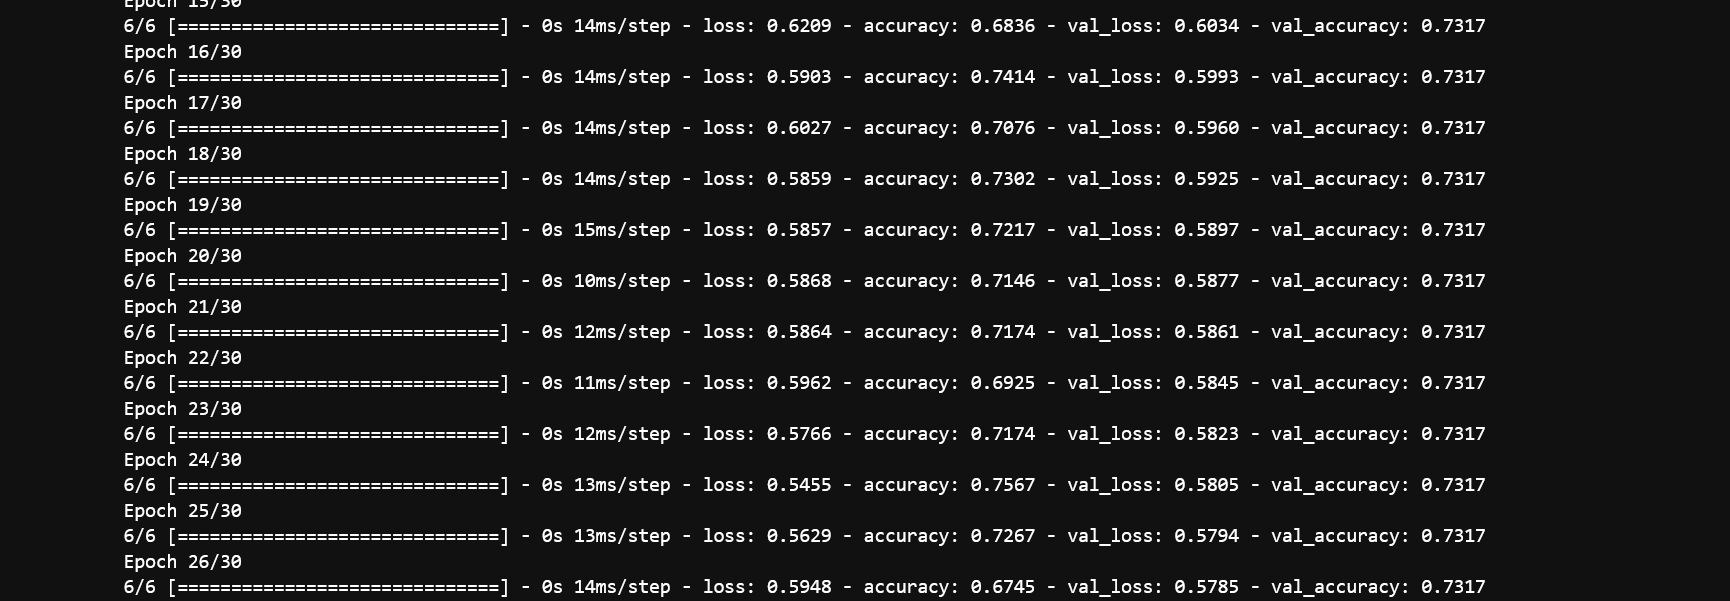 Epoch 15/30
6/6 [==============================] - 0s 14ms/step - loss: 0.6209 - accuracy: 0.6836 - val_loss: 0.6034 - val_accuracy: 0.7317
Epoch 16/30
6/6 [==============================] - 0s 14ms/step - loss: 0.5903 - accuracy: 0.7414 - val_loss: 0.5993 - val_accuracy: 0.7317
Epoch 17/30
6/6 [==============================] - 0s 14ms/step - loss: 0.6027 - accuracy: 0.7076 - val_loss: 0.5960 - val_accuracy: 0.7317
Epoch 18/30
6/6 [==============================] - 0s 14ms/step - loss: 0.5859 - accuracy: 0.7302 - val_loss: 0.5925 - val_accuracy: 0.7317
Epoch 19/30
6/6 [==============================] - 0s 15ms/step - loss: 0.5857 - accuracy: 0.7217 - val_loss: 0.5897 - val_accuracy: 0.7317
Epoch 20/30
6/6 [==============================] - 0s 10ms/step - loss: 0.5868 - accuracy: 0.7146 - val_loss: 0.5877 - val_accuracy: 0.7317
Epoch 21/30
6/6 [==============================] - 0s 12ms/step - loss: 0.5864 - accuracy: 0.7174 - val_loss: 0.5861 - val_accuracy: 0.7317
Epoch 22/30
6/6 [==============================] - 0s 11ms/step - loss: 0.5962 - accuracy: 0.6925 - val_loss: 0.5845 - val_accuracy: 0.7317
Epoch 23/30
6/6 [==============================] - 0s 12ms/step - loss: 0.5766 - accuracy: 0.7174 - val_loss: 0.5823 - val_accuracy: 0.7317
Epoch 24/30
6/6 [==============================] - 0s 13ms/step - loss: 0.5455 - accuracy: 0.7567 - val_loss: 0.5805 - val_accuracy: 0.7317
Epoch 25/30
6/6 [==============================] - 0s 13ms/step - loss: 0.5629 - accuracy: 0.7267 - val_loss: 0.5794 - val_accuracy: 0.7317
Epoch 26/30
6/6 [==============================] - 0s 14ms/step - loss: 0.5948 - accuracy: 0.6745 - val_loss: 0.5785 - val_accuracy: 0.7317